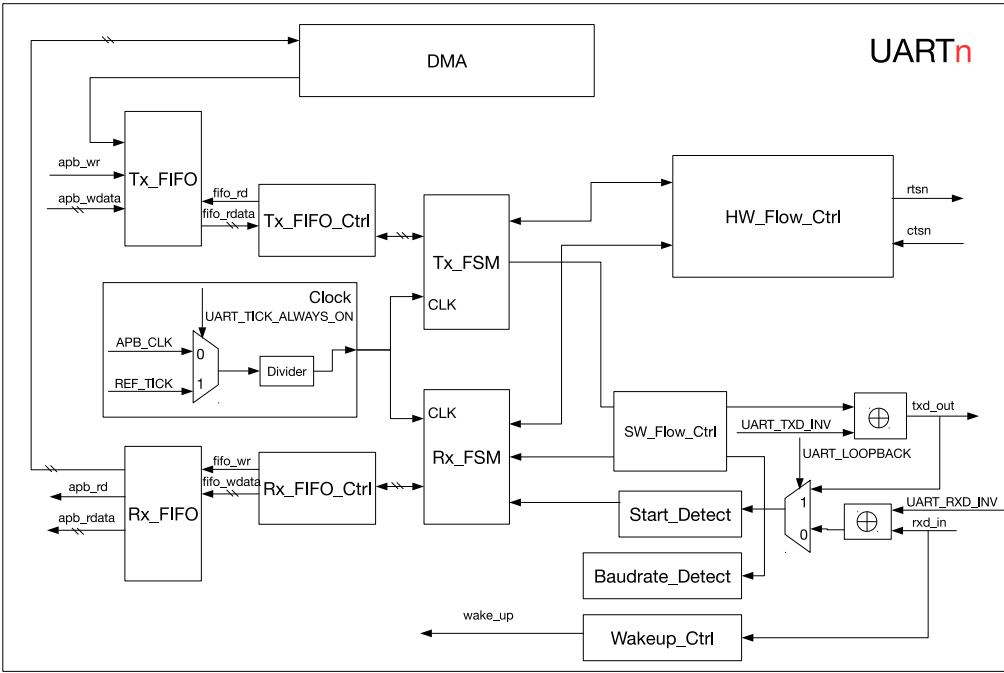 UARTn
DMA
apb_wr
apb_wdata
Tx_FIFO
fifo_rd
fifo_rdata
Tx_FIFO_Ctrl
Tx_FSM
CLK
HW_Flow_Ctrl
rtsn
ctsn
Clock
UART_TICK_ALWAYS_ON
APB_CLK
0
REF_TICK
1
Divider
CLK
Rx_FSM
SW_Flow_Ctrl
UART_TXD_INV
txd_out
UART_LOOPBACK
fifo_wr
fifo_wdata
Rx_FIFO_Ctrl
apb_rd
apb_rdata
Rx_FIFO
Start_Detect
1
0
UART_RXD_INV
rxd_in
Baudrate_Detect
wake_up
Wakeup_Ctrl